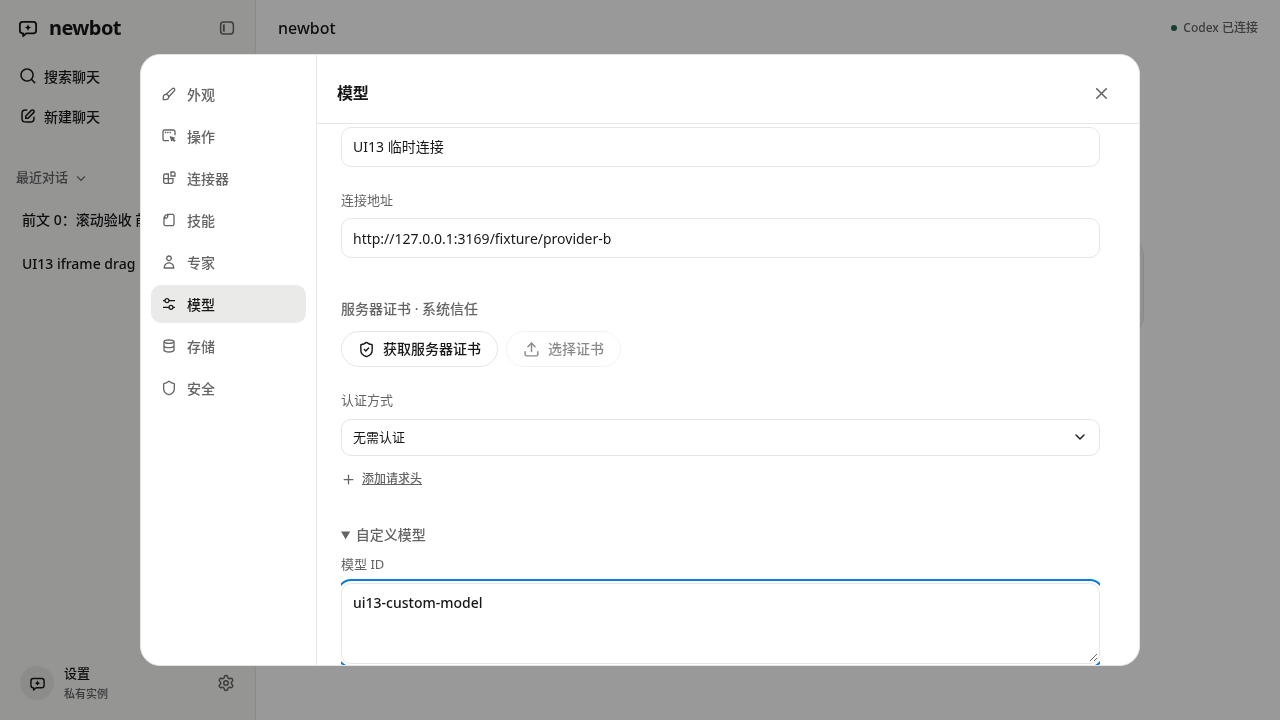 newbot
newbot
Codex 已连接
搜索聊天
新建聊天
最近对话
前文 0：滚动验收
UI13 iframe drag
设置
私有实例
外观
操作
连接器
技能
专家
模型
存储
安全
模型
UI13 临时连接
连接地址
http://127.0.0.1:3169/fixture/provider-b
服务器证书 · 系统信任
获取服务器证书
选择证书
认证方式
无需认证
添加请求头
自定义模型
模型 ID
ui13-custom-model